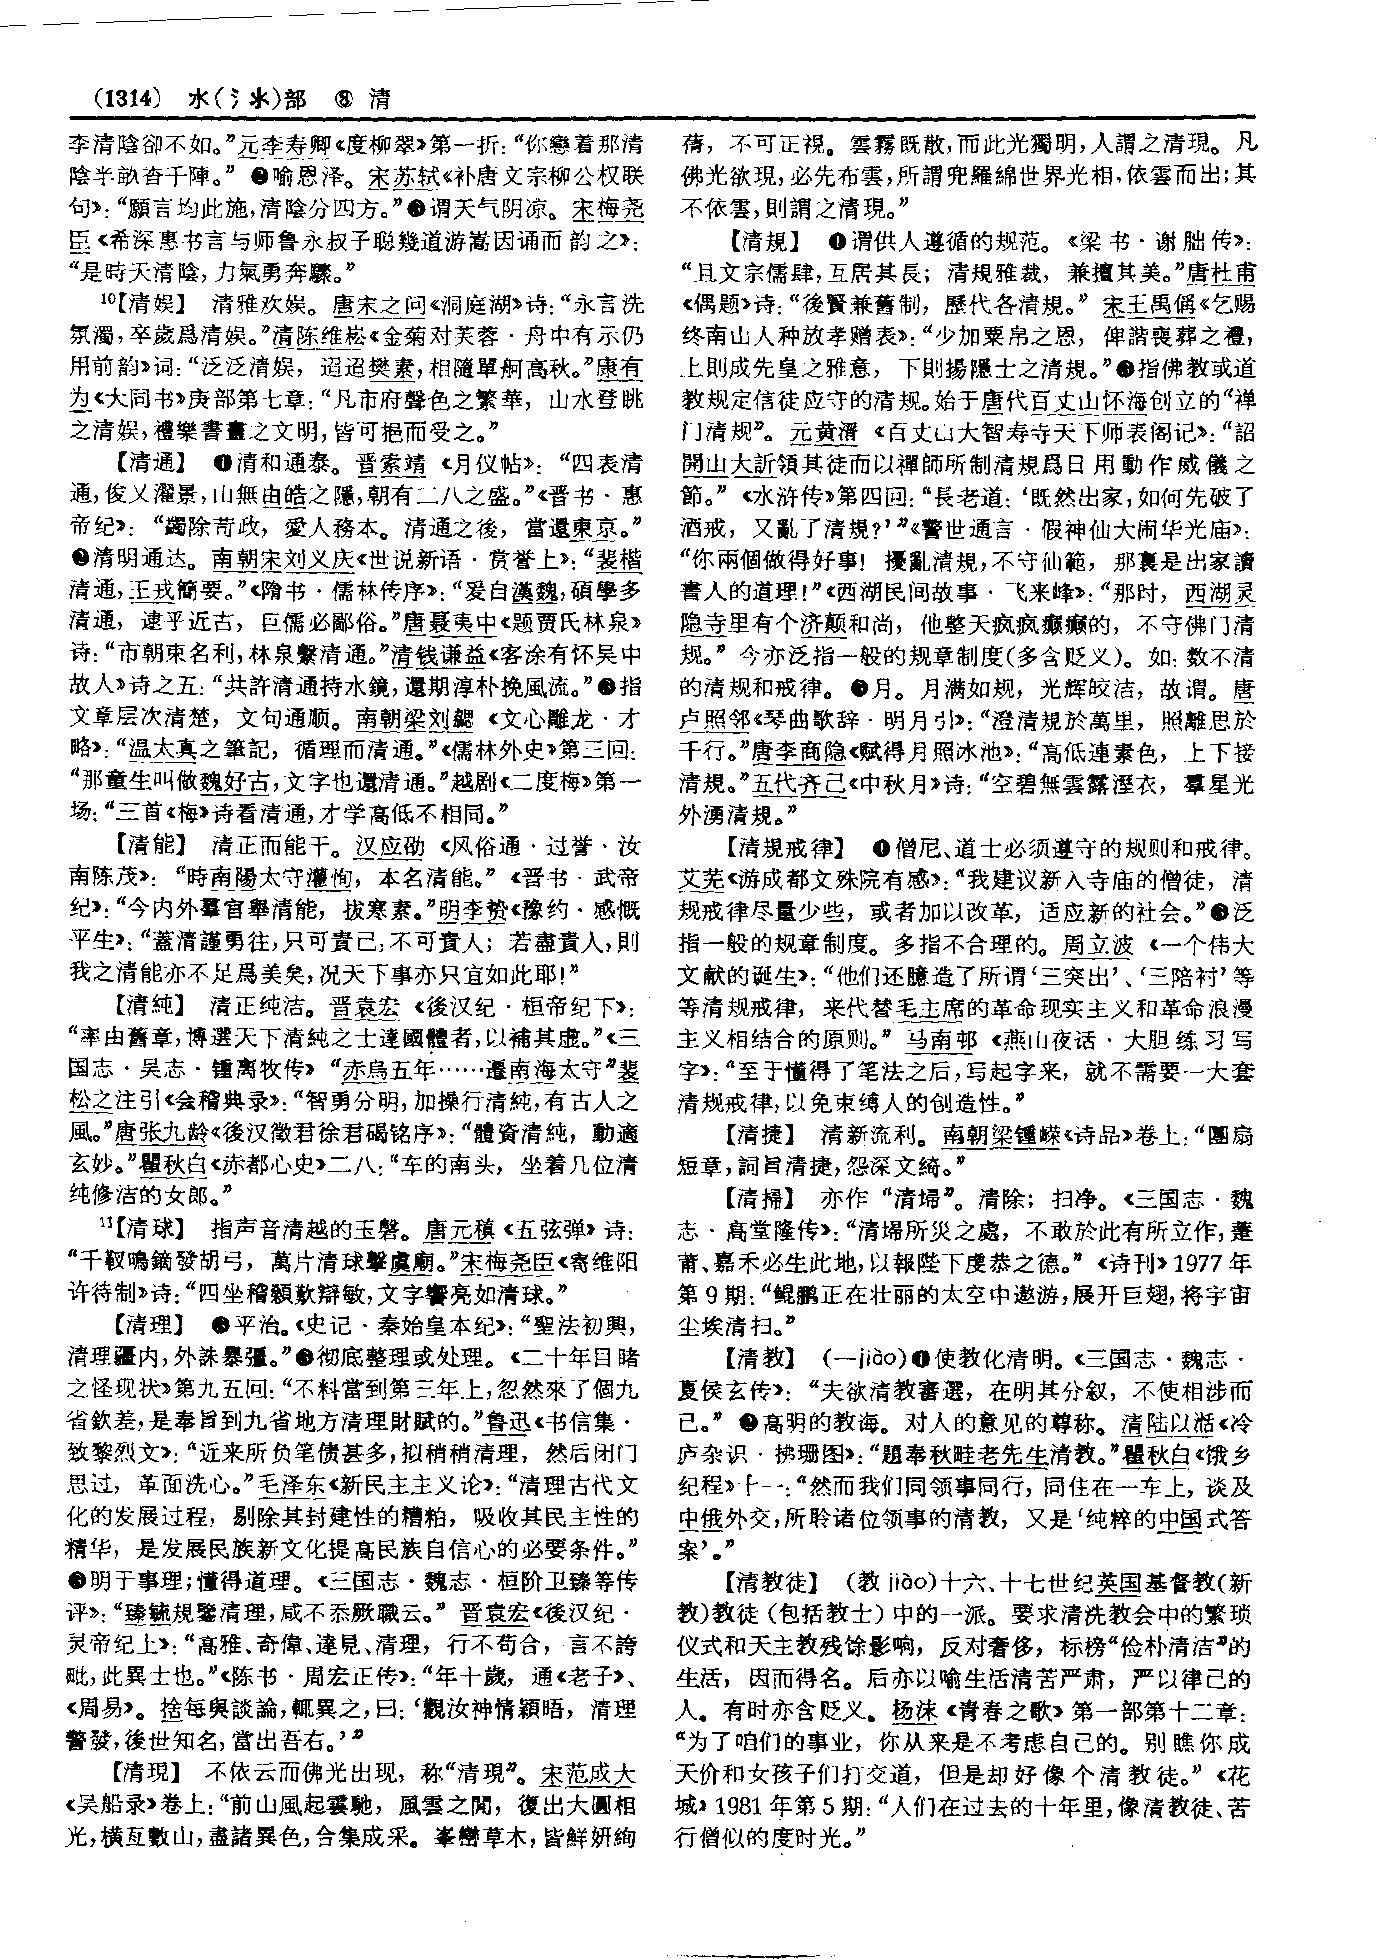 (1314) 水(氵氺)部 ⑧ 清
李清陰卻不如。”元李寿卿《度柳翠》第一折：“你戀着那清
陰半畝杳千陣。” ❷喻恩泽。宋苏轼《补唐文宗柳公权联
句》：“願言均此施，清陰分四方。”❸谓天气阴凉。宋梅尧
臣《希深惠书言与师鲁永叔子聪幾道游嵩因诵而韵之》：
“是時天清陰，力氣勇奔驟。”
10【清娱】 清雅欢娱。唐宋之问《洞庭湖》诗：“永言洗
氛濁，卒歲爲清娱。”清陈维崧《金菊对芙蓉·舟中有示仍
用前韵》词：“泛泛清娱，迢迢樊素，相隨單舸高秋。”康有
为《大同书》庚部第七章：“凡市府聲色之繁華，山水登眺
之清娱，禮樂書畫之文明，皆可挹而受之。”
【清通】 ❶清和通泰。晋索靖《月仪帖》：“四表清
通，俊乂濯景，山無由皓之隱，朝有二八之盛。”《晋书·惠
帝纪》：“蠲除苛政，愛人務本。清通之後，當還東京。”
❷清明通达。南朝宋刘义庆《世说新语·赏誉上》：“裴楷
清通，王戎簡要。”《隋书·儒林传序》：“爰自漢魏，碩學多
清通，逮乎近古，巨儒必鄙俗。”唐聂夷中《题贾氏林泉》
诗：“市朝束名利，林泉繫清通。”清钱谦益《客涂有怀吴中
故人》诗之五：“共許清通持水鏡，還期淳朴挽風流。”❸指
文章层次清楚，文句通顺。南朝梁刘勰《文心雕龙·才
略》：“温太真之筆記，循理而清通。”《儒林外史》第三回：
“那童生叫做魏好古，文字也還清通。”越剧《二度梅》第一
场：“三首《梅》诗看清通，才学高低不相同。”
【清能】 清正而能干。汉应劭《风俗通·过誉·汝
南陈茂》：“時南陽太守灌恂，本名清能。”《晋书·武帝
纪》：“今内外羣官舉清能，拔寒素。”明李贽《豫约·感慨
平生》：“蓋清謹勇往，只可責己，不可責人；若盡責人，則
我之清能亦不足爲美矣，况天下事亦只宜如此耶！”
【清純】 清正纯洁。晋袁宏《後汉纪·桓帝纪下》：
“率由舊章，博選天下清純之士達國體者，以補其虚。”《三
国志·吴志·锺离牧传》“赤烏五年……遷南海太守”裴
松之注引《会稽典录》：“智勇分明，加操行清純，有古人之
風。”唐张九龄《後汉徵君徐君碣铭序》：“體資清純，動適
玄妙。”瞿秋白《赤都心史》二八：“车的南头，坐着几位清
纯修洁的女郎。”
11【清球】 指声音清越的玉磬。唐元稹《五弦弹》诗：
“千靫鳴鏑發胡弓，萬片清球擊虞廟。”宋梅尧臣《寄维阳
许待制》诗：“四坐稽顙歎辯敏，文字響亮如清球。”
【清理】 ❶平治。《史记·秦始皇本纪》：“聖法初興，
清理疆内，外誅暴彊。”❷彻底整理或处理。《二十年目睹
之怪现状》第九五回：“不料當到第三年上，忽然來了個九
省欽差，是奉旨到九省地方清理財賦的。”鲁迅《书信集·
致黎烈文》：“近来所负笔债甚多，拟稍稍清理，然后闭门
思过，革面洗心。”毛泽东《新民主主义论》：“清理古代文
化的发展过程，剔除其封建性的糟粕，吸收其民主性的
精华，是发展民族新文化提高民族自信心的必要条件。”
❸明于事理；懂得道理。《三国志·魏志·桓阶卫臻等传
评》：“臻毓規鑒清理，咸不忝厥職云。”晋袁宏《後汉纪·
灵帝纪上》：“高雅、奇偉、達見、清理，行不苟合，言不誇
毗，此異士也。”《陈书·周宏正传》：“年十歲，通《老子》、
《周易》。捨每與談論，輒異之，曰：‘觀汝神情穎晤，清理
警發，後世知名，當出吾右。’”
【清現】 不依云而佛光出现，称“清現”。宋范成大
《吴船录》卷上：“前山風起雲馳，風雲之間，復出大圓相
光，横亙數山，盡諸異色，合集成采。峯巒草木，皆鮮妍絢
蒨，不可正視。雲霧既散，而此光獨明，人謂之清現。凡
佛光欲現，必先布雲，所謂兜羅綿世界光相，依雲而出；其
不依雲，則謂之清現。”
【清規】 ❶谓供人遵循的规范。《梁书·谢朏传》：
“且文宗儒肆，互居其長；清規雅裁，兼擅其美。”唐杜甫
《偶题》诗：“後賢兼舊制，歷代各清規。”宋王禹偁《乞赐
终南山人种放孝赠表》：“少加粟帛之恩，俾諧喪葬之禮，
上則成先皇之雅意，下則揚隱士之清規。”❷指佛教或道
教规定信徒应守的清规。始于唐代百丈山怀海创立的“禅
门清规”。元黄溍《百丈山大智寿寺天下师表阁记》：“詔
開山大訢領其徒而以禪師所制清規爲日用動作威儀之
節。”《水浒传》第四回：“長老道：‘既然出家，如何先破了
酒戒，又亂了清規？’”《警世通言·假神仙大闹华光庙》：
“你兩個做得好事！擾亂清規，不守仙範，那裏是出家讀
書人的道理！”《西湖民间故事·飞来峰》：“那时，西湖灵
隐寺里有个济颠和尚，他整天疯疯癫癫的，不守佛门清
规。”今亦泛指一般的规章制度（多含贬义）。如：数不清
的清规和戒律。❸月。月满如规，光辉皎洁，故谓。唐
卢照邻《琴曲歌辞·明月引》：“澄清規於萬里，照離思於
千行。”唐李商隐《赋得月照冰池》：“高低連素色，上下接
清規。”五代齐己《中秋月》诗：“空碧無雲露溼衣，羣星光
外湧清規。”
【清規戒律】 ❶僧尼、道士必须遵守的规则和戒律。
艾芜《游成都文殊院有感》：“我建议新入寺庙的僧徒，清
规戒律尽量少些，或者加以改革，适应新的社会。”❷泛
指一般的规章制度。多指不合理的。周立波《一个伟大
文献的诞生》：“他们还臆造了所谓‘三突出’、‘三陪衬’等
等清规戒律，来代替毛主席的革命现实主义和革命浪漫
主义相结合的原则。”马南邨《燕山夜话·大胆练习写
字》：“至于懂得了笔法之后，写起字来，就不需要一大套
清规戒律，以免束缚人的创造性。”
【清捷】 清新流利。南朝梁锺嵘《诗品》卷上：“團扇
短章，詞旨清捷，怨深文綺。”
【清掃】 亦作“清埽”。清除；扫净。《三国志·魏
志·高堂隆传》：“清埽所災之處，不敢於此有所立作，萐
莆、嘉禾必生此地，以報陛下虔恭之德。”《诗刊》1977年
第9期：“鲲鹏正在壮丽的太空中遨游，展开巨翅，将宇宙
尘埃清扫。”
【清教】 （—jiào）❶使教化清明。《三国志·魏志·
夏侯玄传》：“夫欲清教審選，在明其分叙，不使相涉而
已。” ❷高明的教诲。对人的意见的尊称。清陆以湉《冷
庐杂识·拂珊图》：“題奉秋畦老先生清教。”瞿秋白《饿乡
纪程》十一：“然而我们同领事同行，同住在一车上，谈及
中俄外交，所聆诸位领事的清教，又是‘纯粹的中国式答
案’。”
【清教徒】 （教jiào）十六、十七世纪英国基督教（新
教）教徒（包括教士）中的一派。要求清洗教会中的繁琐
仪式和天主教残馀影响，反对奢侈，标榜“俭朴清洁”的
生活，因而得名。后亦以喻生活清苦严肃，严以律己的
人。有时亦含贬义。杨沫《青春之歌》第一部第十二章：
“为了咱们的事业，你从来是不考虑自己的。别瞧你成
天价和女孩子们打交道，但是却好像个清教徒。”《花
城》1981年第5期：“人们在过去的十年里，像清教徒、苦
行僧似的度时光。”